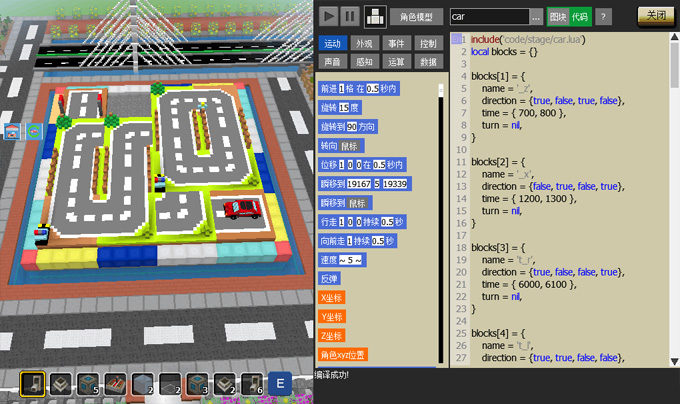 角色模型
car
...
图块
代码
?
关闭
运动
外观
事件
控制
声音
感知
运算
数据
前进 1 格 在 0.5 秒内
旋转 15 度
旋转到 90 方向
转向 鼠标
位移 1 0 0 在 0.5 秒内
瞬移到 19167 5 19339
瞬移到 鼠标
行走 1 0 0 持续 0.5 秒
向前走 1 持续 0.5 秒
速度 ~ 5 ~
反弹
X坐标
Y坐标
Z坐标
角色xyz位置
1 include('code/stage/car.lua')
2 local blocks = {}
3
4 blocks[1] = {
5 name = '_z',
6 direction = {true, false, true, false},
7 time = { 700, 800 },
8 turn = nil,
9 }
10
11 blocks[2] = {
12 name = '_x',
13 direction = {false, true, false, true},
14 time = { 1200, 1300 },
15 turn = nil,
16 }
17
18 blocks[3] = {
19 name = 't_r',
20 direction = {true, false, false, true},
21 time = { 6000, 6100 },
22 turn = nil,
23 }
24
25 blocks[4] = {
26 name = 't_l',
27 direction = {true, true, false, false},
编译成功!
5
2
2
3
2
6
E